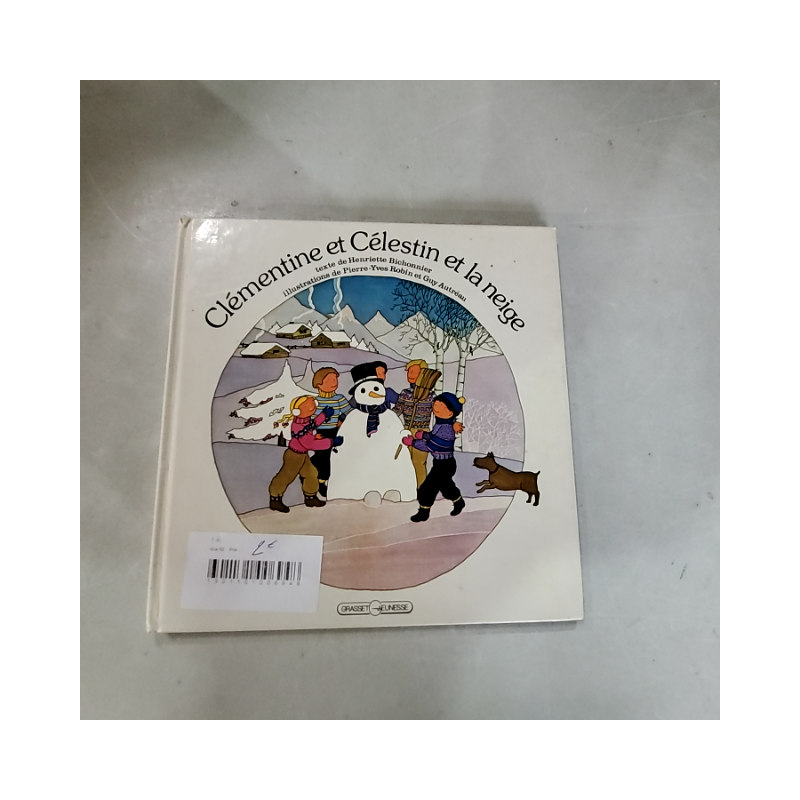 Clémentine et Célestin et la neige
texte de Henriette Bichonnier
illustrations de Pierre-Yves Robin et Guy Autréau
2€
GRASSET JEUNESSE